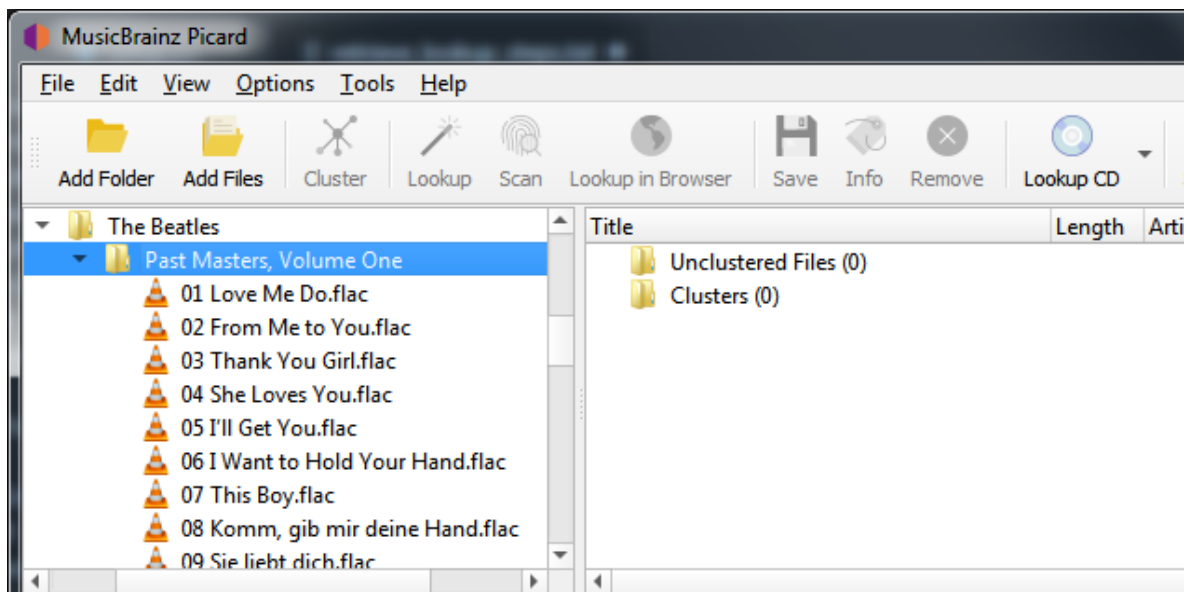 MusicBrainz Picard
File Edit View Options Tools Help
Add Folder Add Files Cluster Lookup Scan Lookup in Browser Save Info Remove Lookup CD
The Beatles
Past Masters, Volume One
01 Love Me Do.flac
02 From Me to You.flac
03 Thank You Girl.flac
04 She Loves You.flac
05 I'll Get You.flac
06 I Want to Hold Your Hand.flac
07 This Boy.flac
08 Komm, gib mir deine Hand.flac
09 Sie liebt dich.flac
Title Length Arti
Unclustered Files (0)
Clusters (0)